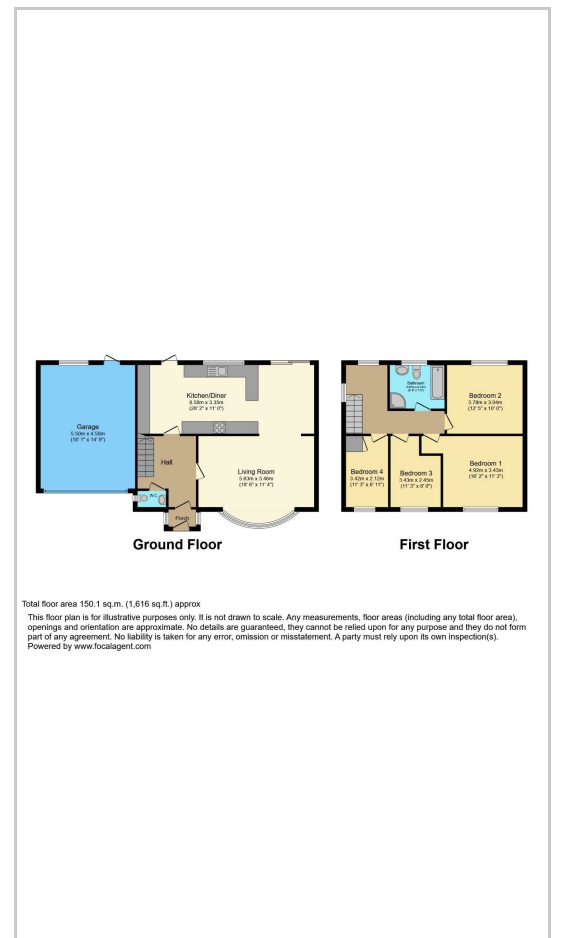 Kitchen/Diner
8.58m x 3.35m
(28' 2" x 11' 0")
Garage
5.50m x 4.50m
(18' 1" x 14' 9")
Hall
Living Room
5.63m x 3.46m
(18' 6" x 11' 4")
WC
Porch
Ground Floor
Bathroom
Bedroom 2
3.78m x 3.04m
(12' 5" x 10' 0")
Bedroom 4
3.42m x 2.12m
(11' 3" x 6' 11")
Bedroom 3
3.43m x 2.45m
(11' 3" x 8' 0")
Bedroom 1
4.92m x 3.43m
(16' 2" x 11' 3")
First Floor
Total floor area 150.1 sq.m. (1,616 sq.ft.) approx
This floor plan is for illustrative purposes only. It is not drawn to scale. Any measurements, floor areas (including any total floor area),
openings and orientation are approximate. No details are guaranteed, they cannot be relied upon for any purpose and they do not form
part of any agreement. No liability is taken for any error, omission or misstatement. A party must rely upon its own inspection(s).
Powered by www.focalagent.com